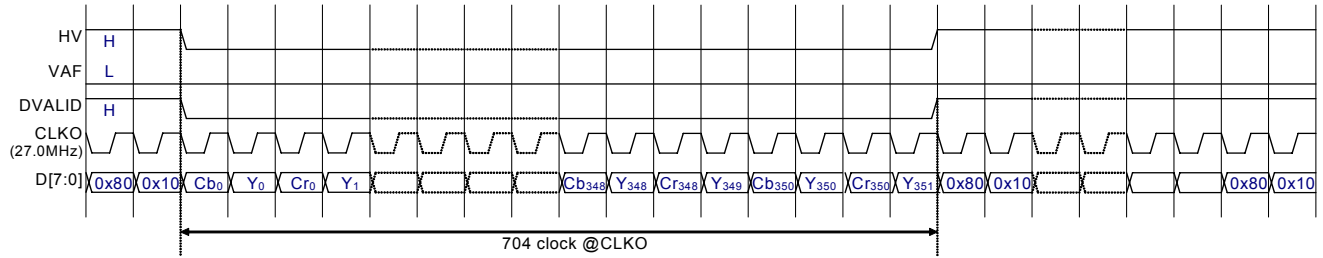 HV H
VAF L
DVALID H
CLKO
(27.0MHz)
D[7:0] 0x80 0x10 Cb0 Y0 Cr0 Y1 Cb348 Y348 Cr348 Y349 Cb350 Y350 Cr350 Y351 0x80 0x10 0x80 0x10
704 clock @CLKO